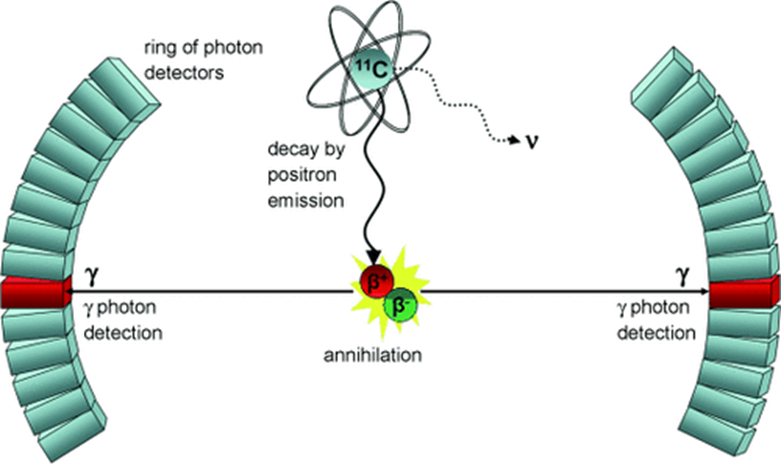 ring of photon
detectors
¹¹C
ν
decay by
positron
emission
γ
γ
β⁺
β⁻
γ photon
detection
γ photon
detection
annihilation